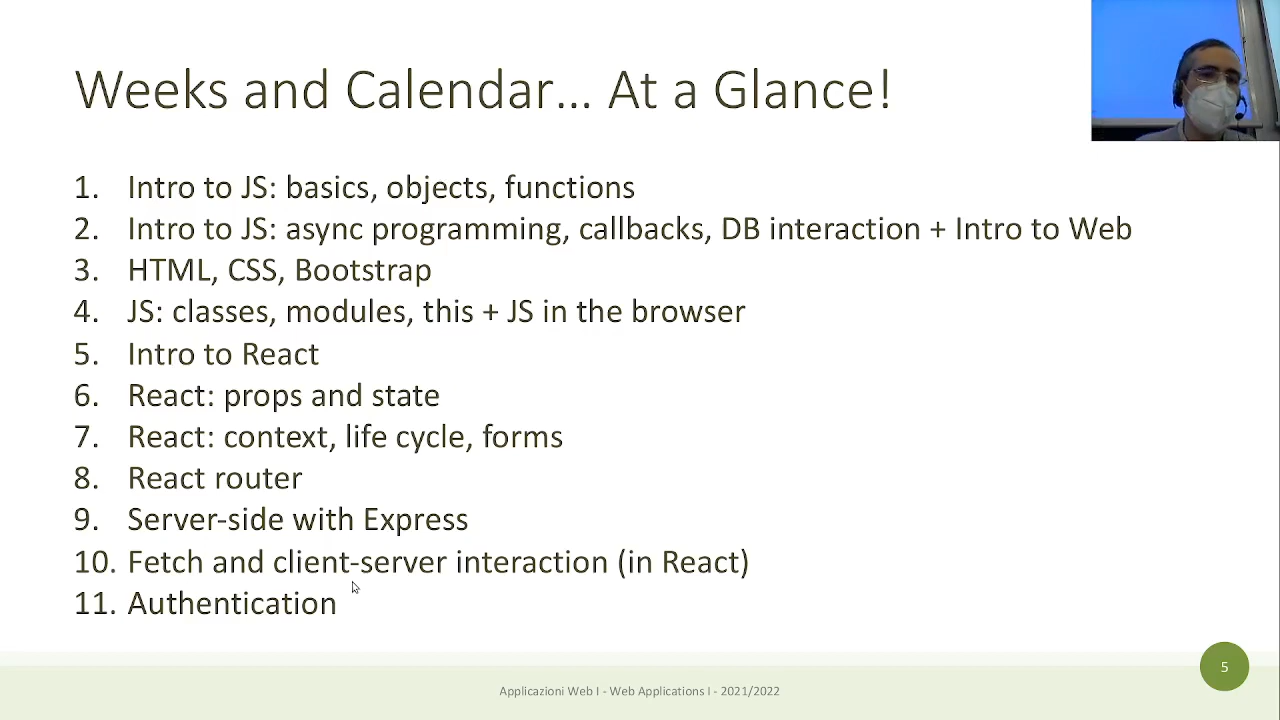 Weeks and Calendar... At a Glance!
1. Intro to JS: basics, objects, functions
2. Intro to JS: async programming, callbacks, DB interaction + Intro to Web
3. HTML, CSS, Bootstrap
4. JS: classes, modules, this + JS in the browser
5. Intro to React
6. React: props and state
7. React: context, life cycle, forms
8. React router
9. Server-side with Express
10. Fetch and client-server interaction (in React)
11. Authentication
5
Applicazioni Web I - Web Applications I - 2021/2022